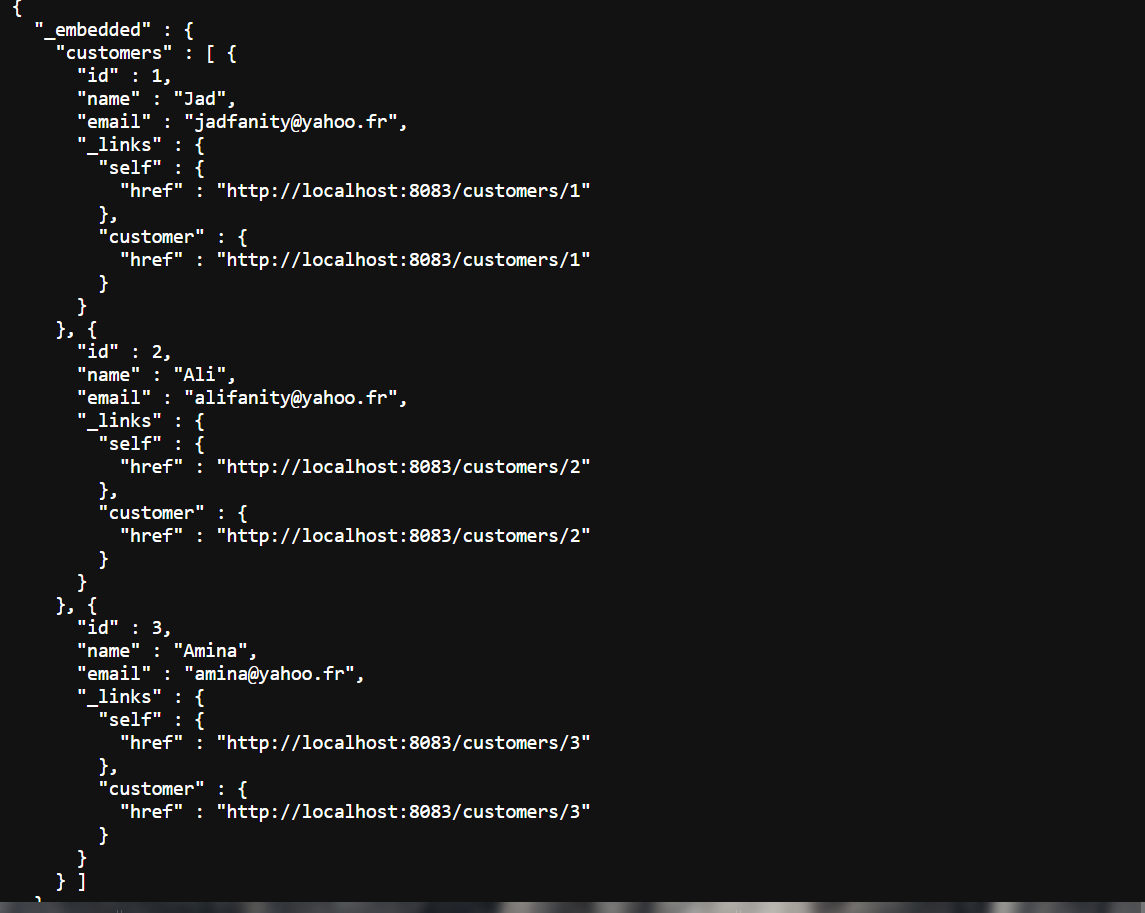 {
  "_embedded" : {
    "customers" : [ {
      "id" : 1,
      "name" : "Jad",
      "email" : "jadfanity@yahoo.fr",
      "_links" : {
        "self" : {
          "href" : "http://localhost:8083/customers/1"
        },
        "customer" : {
          "href" : "http://localhost:8083/customers/1"
        }
      }
    }, {
      "id" : 2,
      "name" : "Ali",
      "email" : "alifanity@yahoo.fr",
      "_links" : {
        "self" : {
          "href" : "http://localhost:8083/customers/2"
        },
        "customer" : {
          "href" : "http://localhost:8083/customers/2"
        }
      }
    }, {
      "id" : 3,
      "name" : "Amina",
      "email" : "amina@yahoo.fr",
      "_links" : {
        "self" : {
          "href" : "http://localhost:8083/customers/3"
        },
        "customer" : {
          "href" : "http://localhost:8083/customers/3"
        }
      }
    } ]